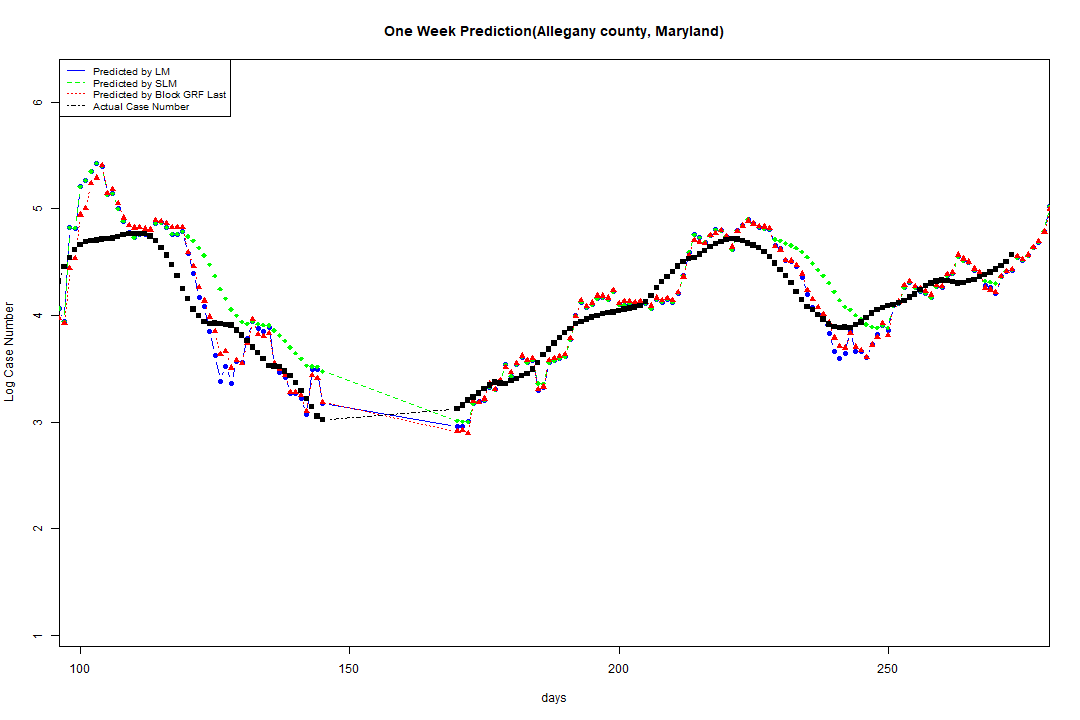 One Week Prediction(Allegany county, Maryland)
Predicted by LM
Predicted by SLM
Predicted by Block GRF Last
Actual Case Number
6
5
4
3
2
1
Log Case Number
100 150 200 250
days